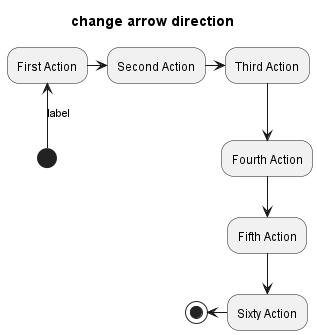 change arrow direction
First Action
Second Action
Third Action
label
Fourth Action
Fifth Action
Sixty Action